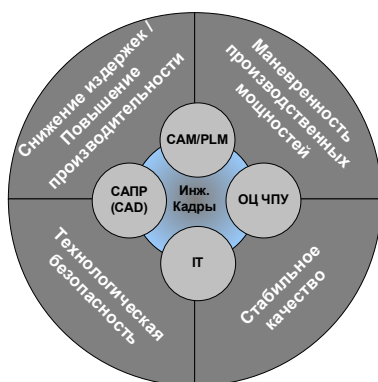 Снижение издержек /
Повышение
производительности
Маневренность
производственных
мощностей
CAM/PLM
САПР
(CAD)
Инж.
Кадры
ОЦ ЧПУ
IT
Технологическая
безопасность
Стабильное
качество